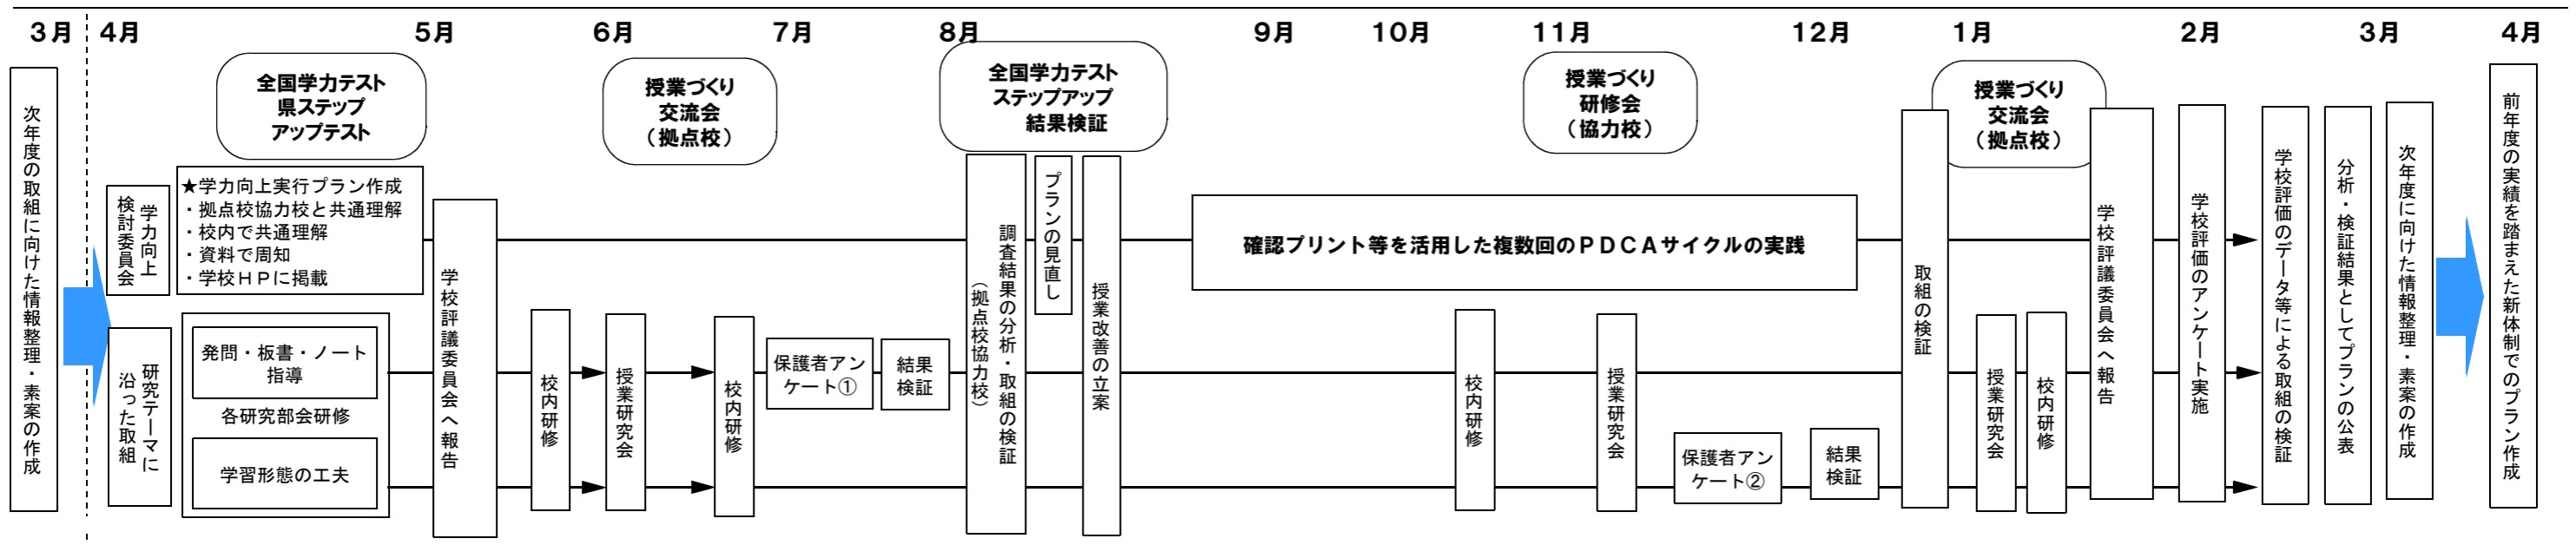 3月
4月
5月
6月
7月
8月
9月
10月
11月
12月
1月
2月
3月
4月
次年度の取組に向けた情報整理・素案の作成
全国学力テスト
県ステップ
アップテスト
学力向上
検討委員会
★学力向上実行プラン作成
・拠点校協力校と共通理解
・校内で共通理解
・資料で周知
・学校HPに掲載
研究テーマに
沿った取組
発問・板書・ノート
指導
各研究部会研修
学習形態の工夫
学校評議委員会へ報告
校内研修
授業づくり
交流会
（拠点校）
授業研究会
校内研修
保護者アン
ケート①
結果
検証
全国学力テスト
ステップアップ
結果検証
調査結果の分析・取組の検証
（拠点校協力校）
プランの見直し
授業改善の立案
確認プリント等を活用した複数回のPDCAサイクルの実践
校内研修
授業づくり
研修会
（協力校）
授業研究会
保護者アン
ケート②
結果
検証
取組の検証
授業づくり
交流会
（拠点校）
授業研究会
校内研修
学校評議委員会へ報告
学校評価のアンケート実施
学校評価のデータ等による取組の検証
分析・検証結果としてプランの公表
次年度に向けた情報整理・素案の作成
前年度の実績を踏まえた新体制でのプラン作成